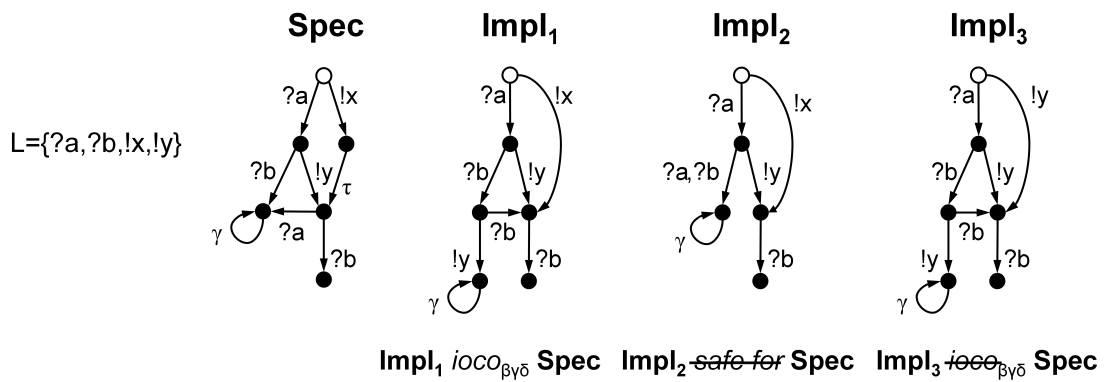 Spec Impl₁ Impl₂ Impl₃
?a !x ?a !x ?a !x ?a !y
L={?a,?b,!x,!y}
?b !y τ ?b !y ?a,?b !y ?b !y
γ ?a ?b γ ?b
?b !y ?b ?b !y ?b
γ γ
Impl₁ iocoβγδ Spec Impl₂ safe for Spec Impl₃ iocoβγδ Spec